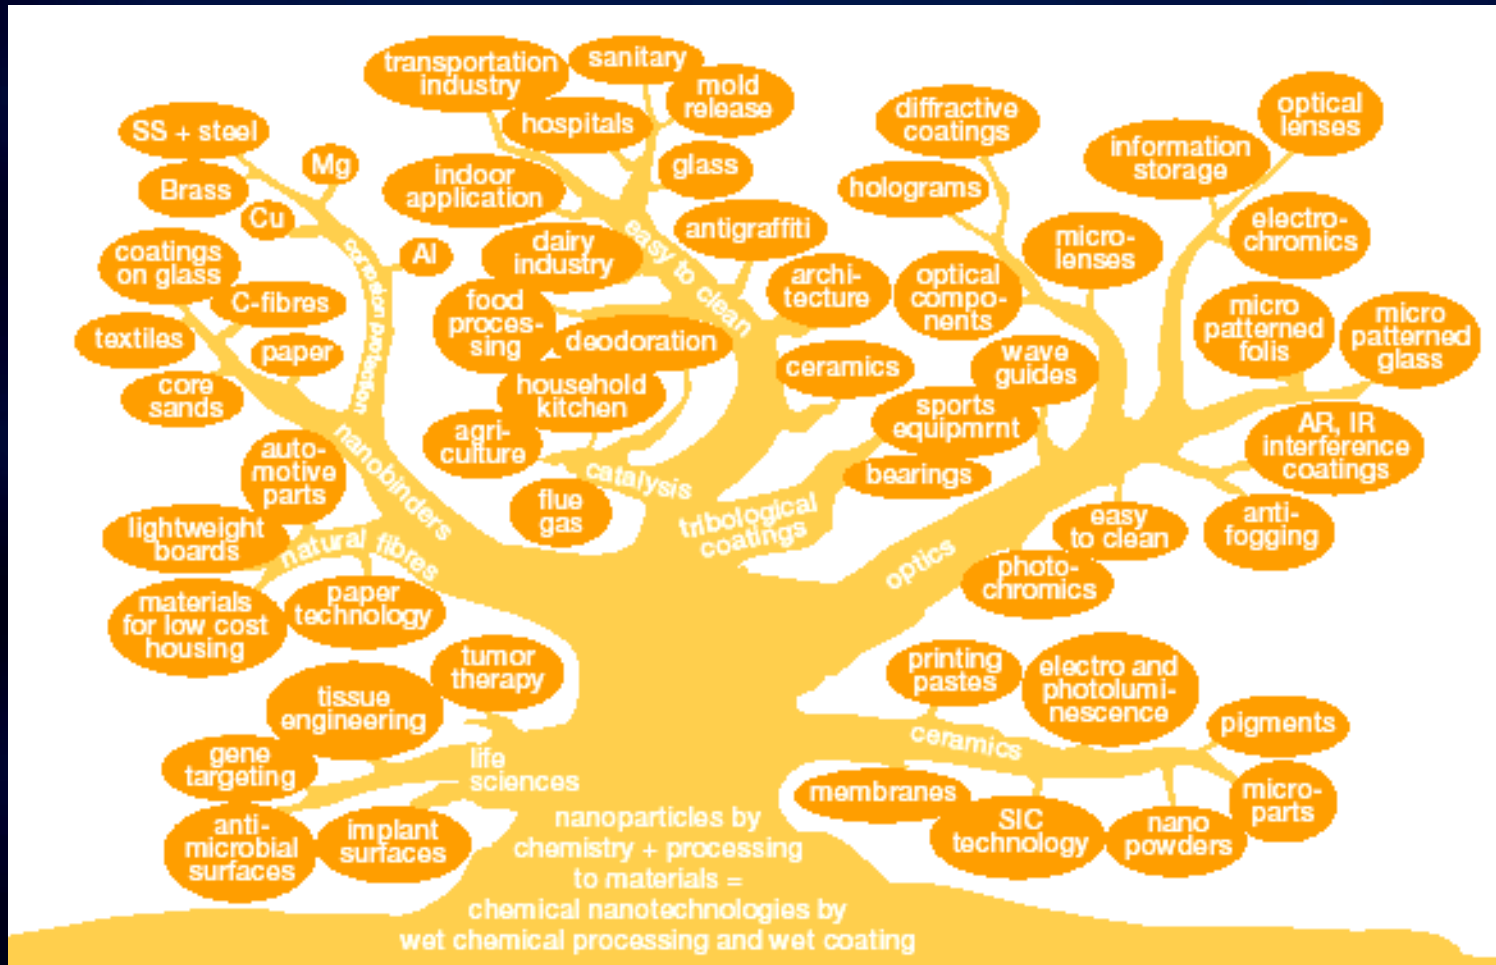 transportation
industry
sanitary
mold
release
hospitals
glass
indoor
application
dairy
industry
food
proces-
sing
easy to clean
antigraffiti
archi-
tecture
ceramics
SS + steel
Brass
Mg
Cu
Al
corrosion protection
coatings
on glass
C-fibres
textiles
paper
core
sands
nanobinders
deodoration
household
kitchen
agri-
culture
flue
gas
catalysis
tribological
coatings
sports
equipmrnt
bearings
diffractive
coatings
holograms
optical
compo-
nents
micro-
lenses
wave
guides
information
storage
optical
lenses
electro-
chromics
micro
patterned
folis
micro
patterned
glass
AR, IR
interference
coatings
anti-
fogging
easy
to clean
photo-
chromics
optics
auto-
motive
parts
lightweight
boards
natural fibres
materials
for low cost
housing
paper
technology
tumor
therapy
tissue
engineering
gene
targeting
life
sciences
anti-
microbial
surfaces
implant
surfaces
printing
pastes
electro and
photolumi-
nescence
pigments
ceramics
membranes
SIC
technology
nano
powders
micro-
parts
nanoparticles by
chemistry + processing
to materials =
chemical nanotechnologies by
wet chemical processing and wet coating